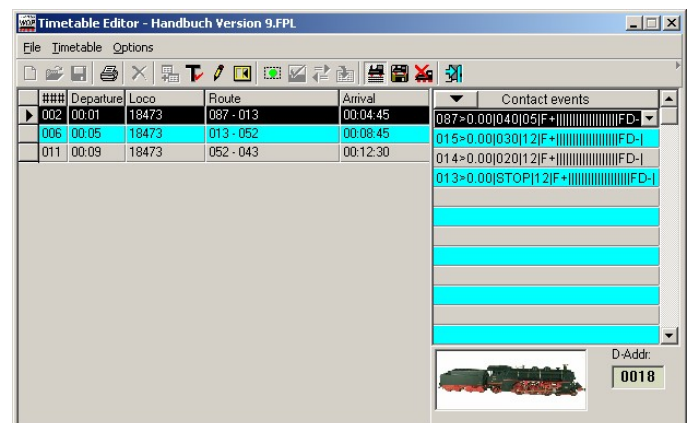 Timetable Editor - Handbuch Version 9.FPL
File Timetable Options
### Departure Loco Route Arrival
002 00:01 18473 087 - 013 00:04:45
006 00:05 18473 013 - 052 00:08:45
011 00:09 18473 052 - 043 00:12:30
Contact events
087>0.00|040|05|F+||||||||||||||||||FD-
015>0.00|030|12|F+||||||||||||||||||FD-|
014>0.00|020|12|F+||||||||||||||||||FD-|
013>0.00|STOP|12|F+||||||||||||||||||FD-|
D-Addr:
0018